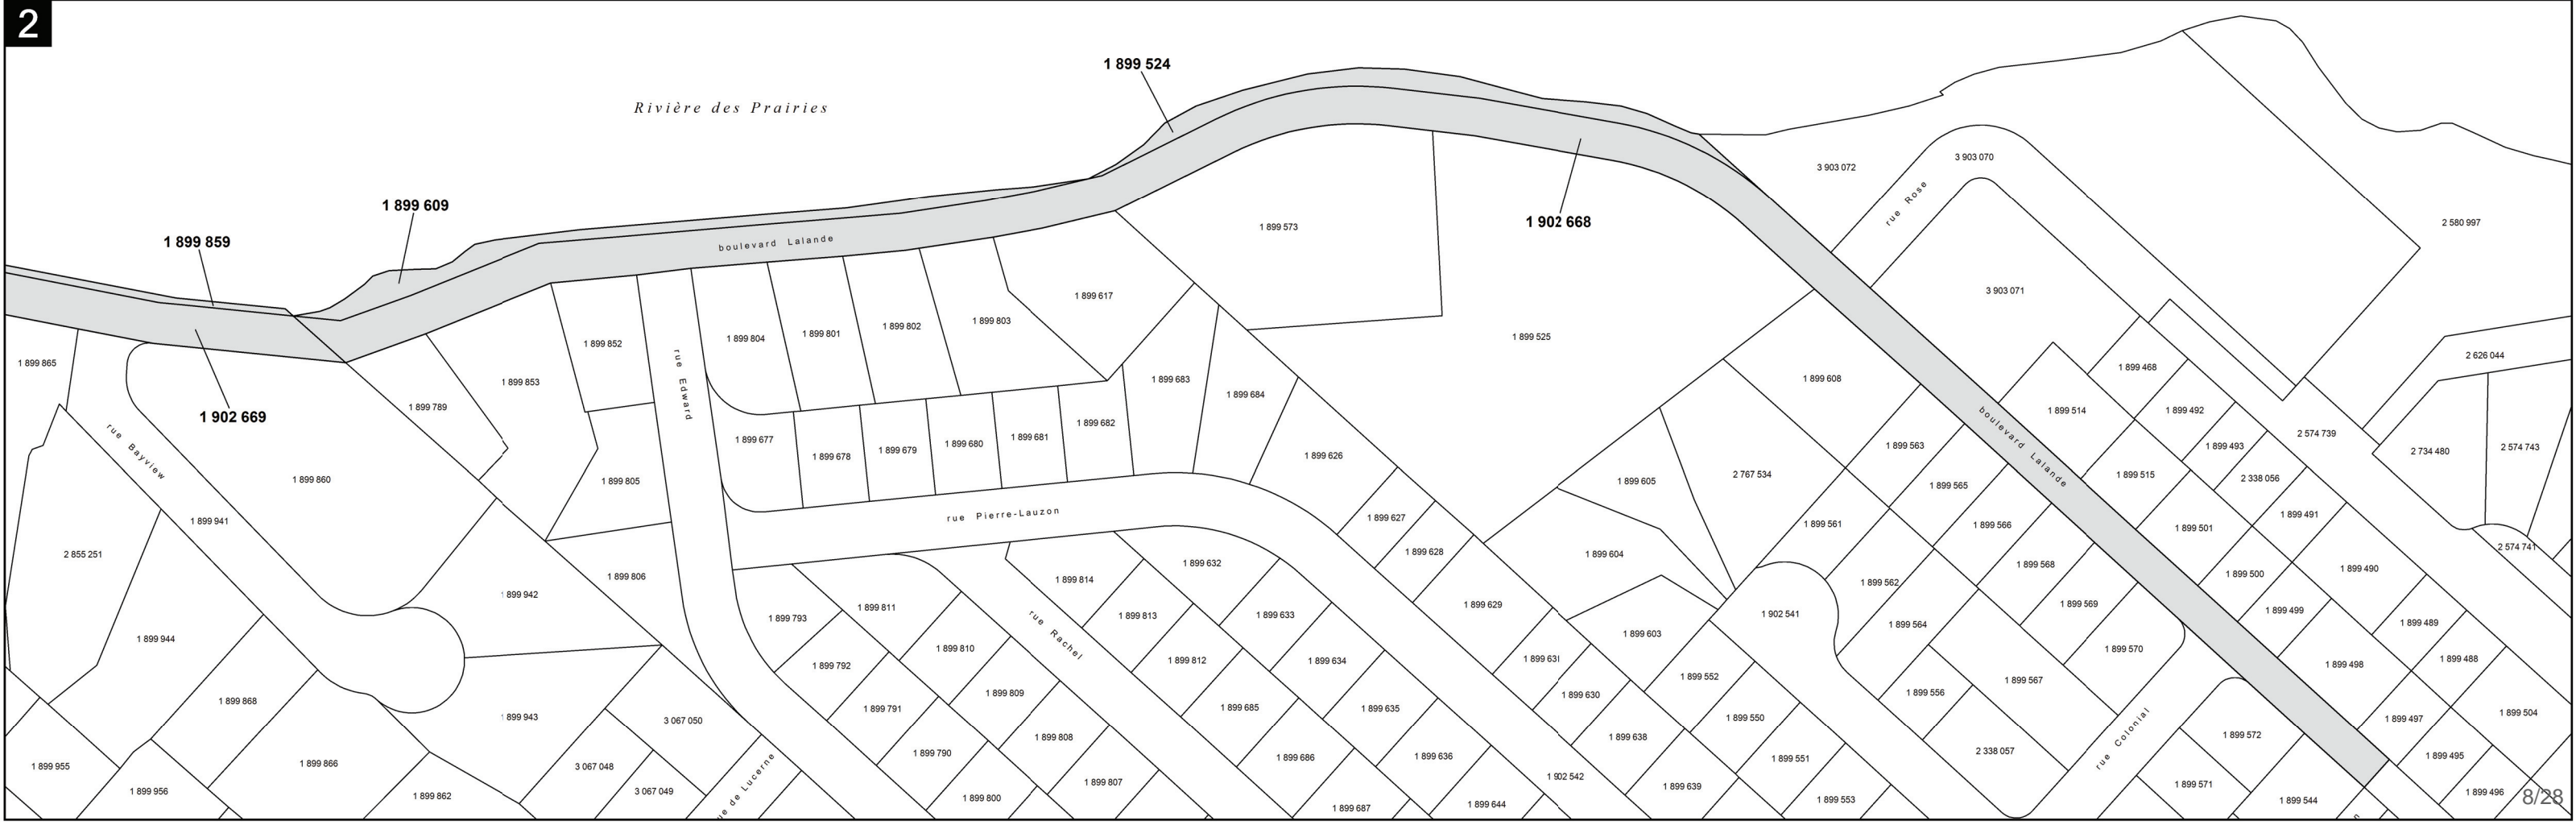 2
1 899 524
Rivière des Prairies
3 903 072
3 903 070
rue Rose
1 899 609
1 899 859
boulevard Lalande
1 899 573
1 902 668
2 580 997
1 899 617
3 903 071
1 899 865
1 899 852
rue Edward
1 899 804
1 899 801
1 899 802
1 899 803
1 899 525
2 626 044
1 899 853
1 899 789
1 902 669
1 899 683
1 899 684
1 899 608
1 899 468
1 899 514
1 899 492
boulevard Lalande
rue Bayview
1 899 677
1 899 678
1 899 679
1 899 680
1 899 681
1 899 682
1 899 626
1 899 563
1 899 493
2 574 739
2 734 480
2 574 743
1 899 860
1 899 805
1 899 605
2 767 534
1 899 565
1 899 515
2 338 056
1 899 941
rue Pierre-Lauzon
1 899 627
1 899 561
1 899 566
1 899 501
1 899 491
2 855 251
1 899 628
1 899 604
2 574 741
1 899 806
1 899 814
1 899 632
1 899 562
1 899 568
1 899 500
1 899 490
1 899 942
1 899 793
1 899 811
rue Rachel
1 899 813
1 899 633
1 899 629
1 902 541
1 899 569
1 899 499
1 899 944
1 899 810
1 899 603
1 899 564
1 899 489
1 899 792
1 899 812
1 899 634
1 899 631
1 899 570
1 899 498
1 899 488
1 899 868
1 899 809
1 899 630
1 899 552
1 899 556
1 899 567
1 899 943
3 067 050
1 899 791
1 899 685
1 899 635
1 899 550
1 899 497
1 899 504
1 899 808
1 899 638
2 338 057
rue Colonial
1 899 572
1 899 955
1 899 866
3 067 048
1 899 790
1 899 686
1 899 636
1 899 551
1 899 495
1 899 956
1 899 862
3 067 049
de Lucerne
1 899 800
1 899 807
1 902 542
1 899 639
1 899 571
1 899 496
1 899 687
1 899 644
1 899 553
1 899 544
8/28